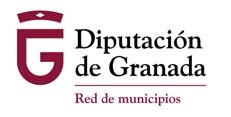 Diputación
de Granada
Red de municipios